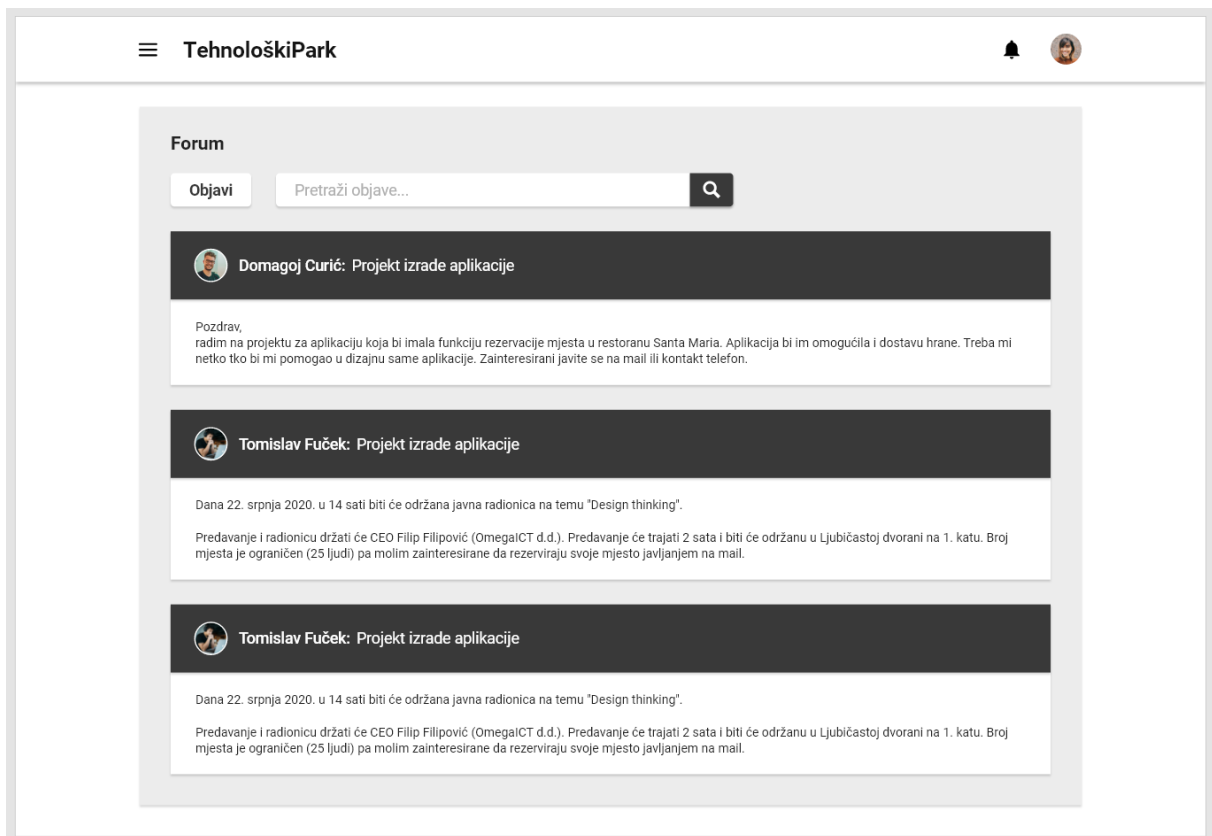 TehnološkiPark
Forum
Objavi
Pretraži objave...
Domagoj Curić: Projekt izrade aplikacije
Pozdrav,
radim na projektu za aplikaciju koja bi imala funkciju rezervacije mjesta u restoranu Santa Maria. Aplikacija bi im omogućila i dostavu hrane. Treba mi
netko tko bi mi pomogao u dizajnu same aplikacije. Zainteresirani javite se na mail ili kontakt telefon.
Tomislav Fuček: Projekt izrade aplikacije
Dana 22. srpnja 2020. u 14 sati biti će održana javna radionica na temu "Design thinking".
Predavanje i radionicu držati će CEO Filip Filipović (OmegaICT d.d.). Predavanje će trajati 2 sata i biti će održanu u Ljubičastoj dvorani na 1. katu. Broj
mjesta je ograničen (25 ljudi) pa molim zainteresirane da rezerviraju svoje mjesto javljanjem na mail.
Tomislav Fuček: Projekt izrade aplikacije
Dana 22. srpnja 2020. u 14 sati biti će održana javna radionica na temu "Design thinking".
Predavanje i radionicu držati će CEO Filip Filipović (OmegaICT d.d.). Predavanje će trajati 2 sata i biti će održanu u Ljubičastoj dvorani na 1. katu. Broj
mjesta je ograničen (25 ljudi) pa molim zainteresirane da rezerviraju svoje mjesto javljanjem na mail.